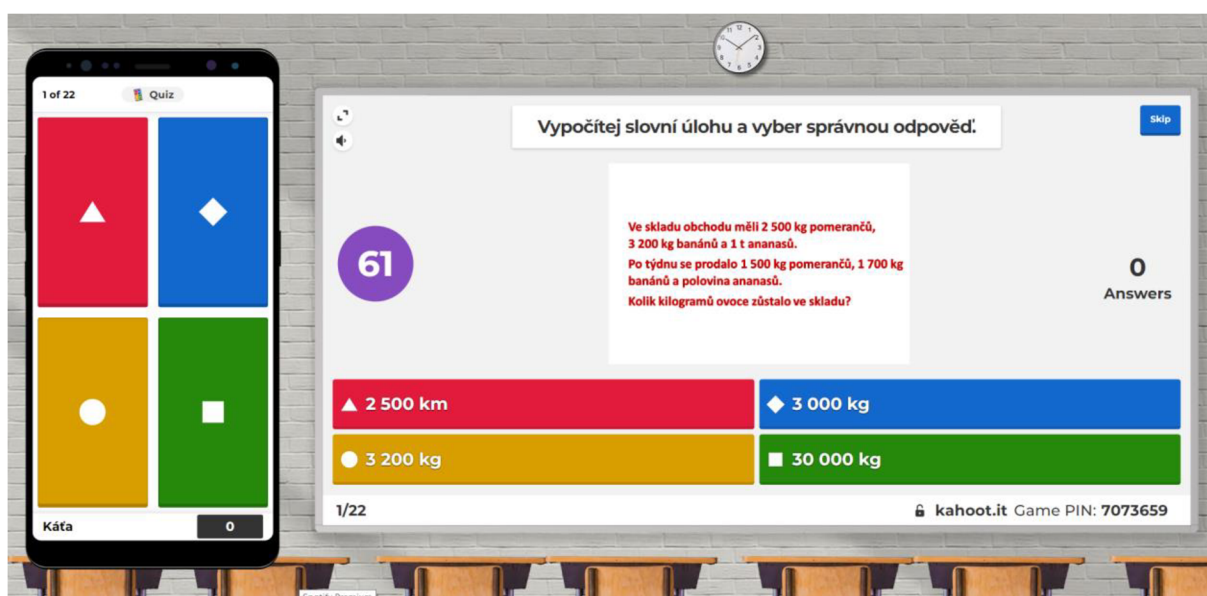 1 of 22
Quiz
Káťa
0
Vypočítej slovní úlohu a vyber správnou odpověď.
Skip
61
Ve skladu obchodu měli 2 500 kg pomerančů,
3 200 kg banánů a 1 t ananasů.
Po týdnu se prodalo 1 500 kg pomerančů, 1 700 kg
banánů a polovina ananasů.
Kolik kilogramů ovoce zůstalo ve skladu?
0
Answers
2 500 km
3 000 kg
3 200 kg
30 000 kg
1/22
kahoot.it Game PIN: 7073659